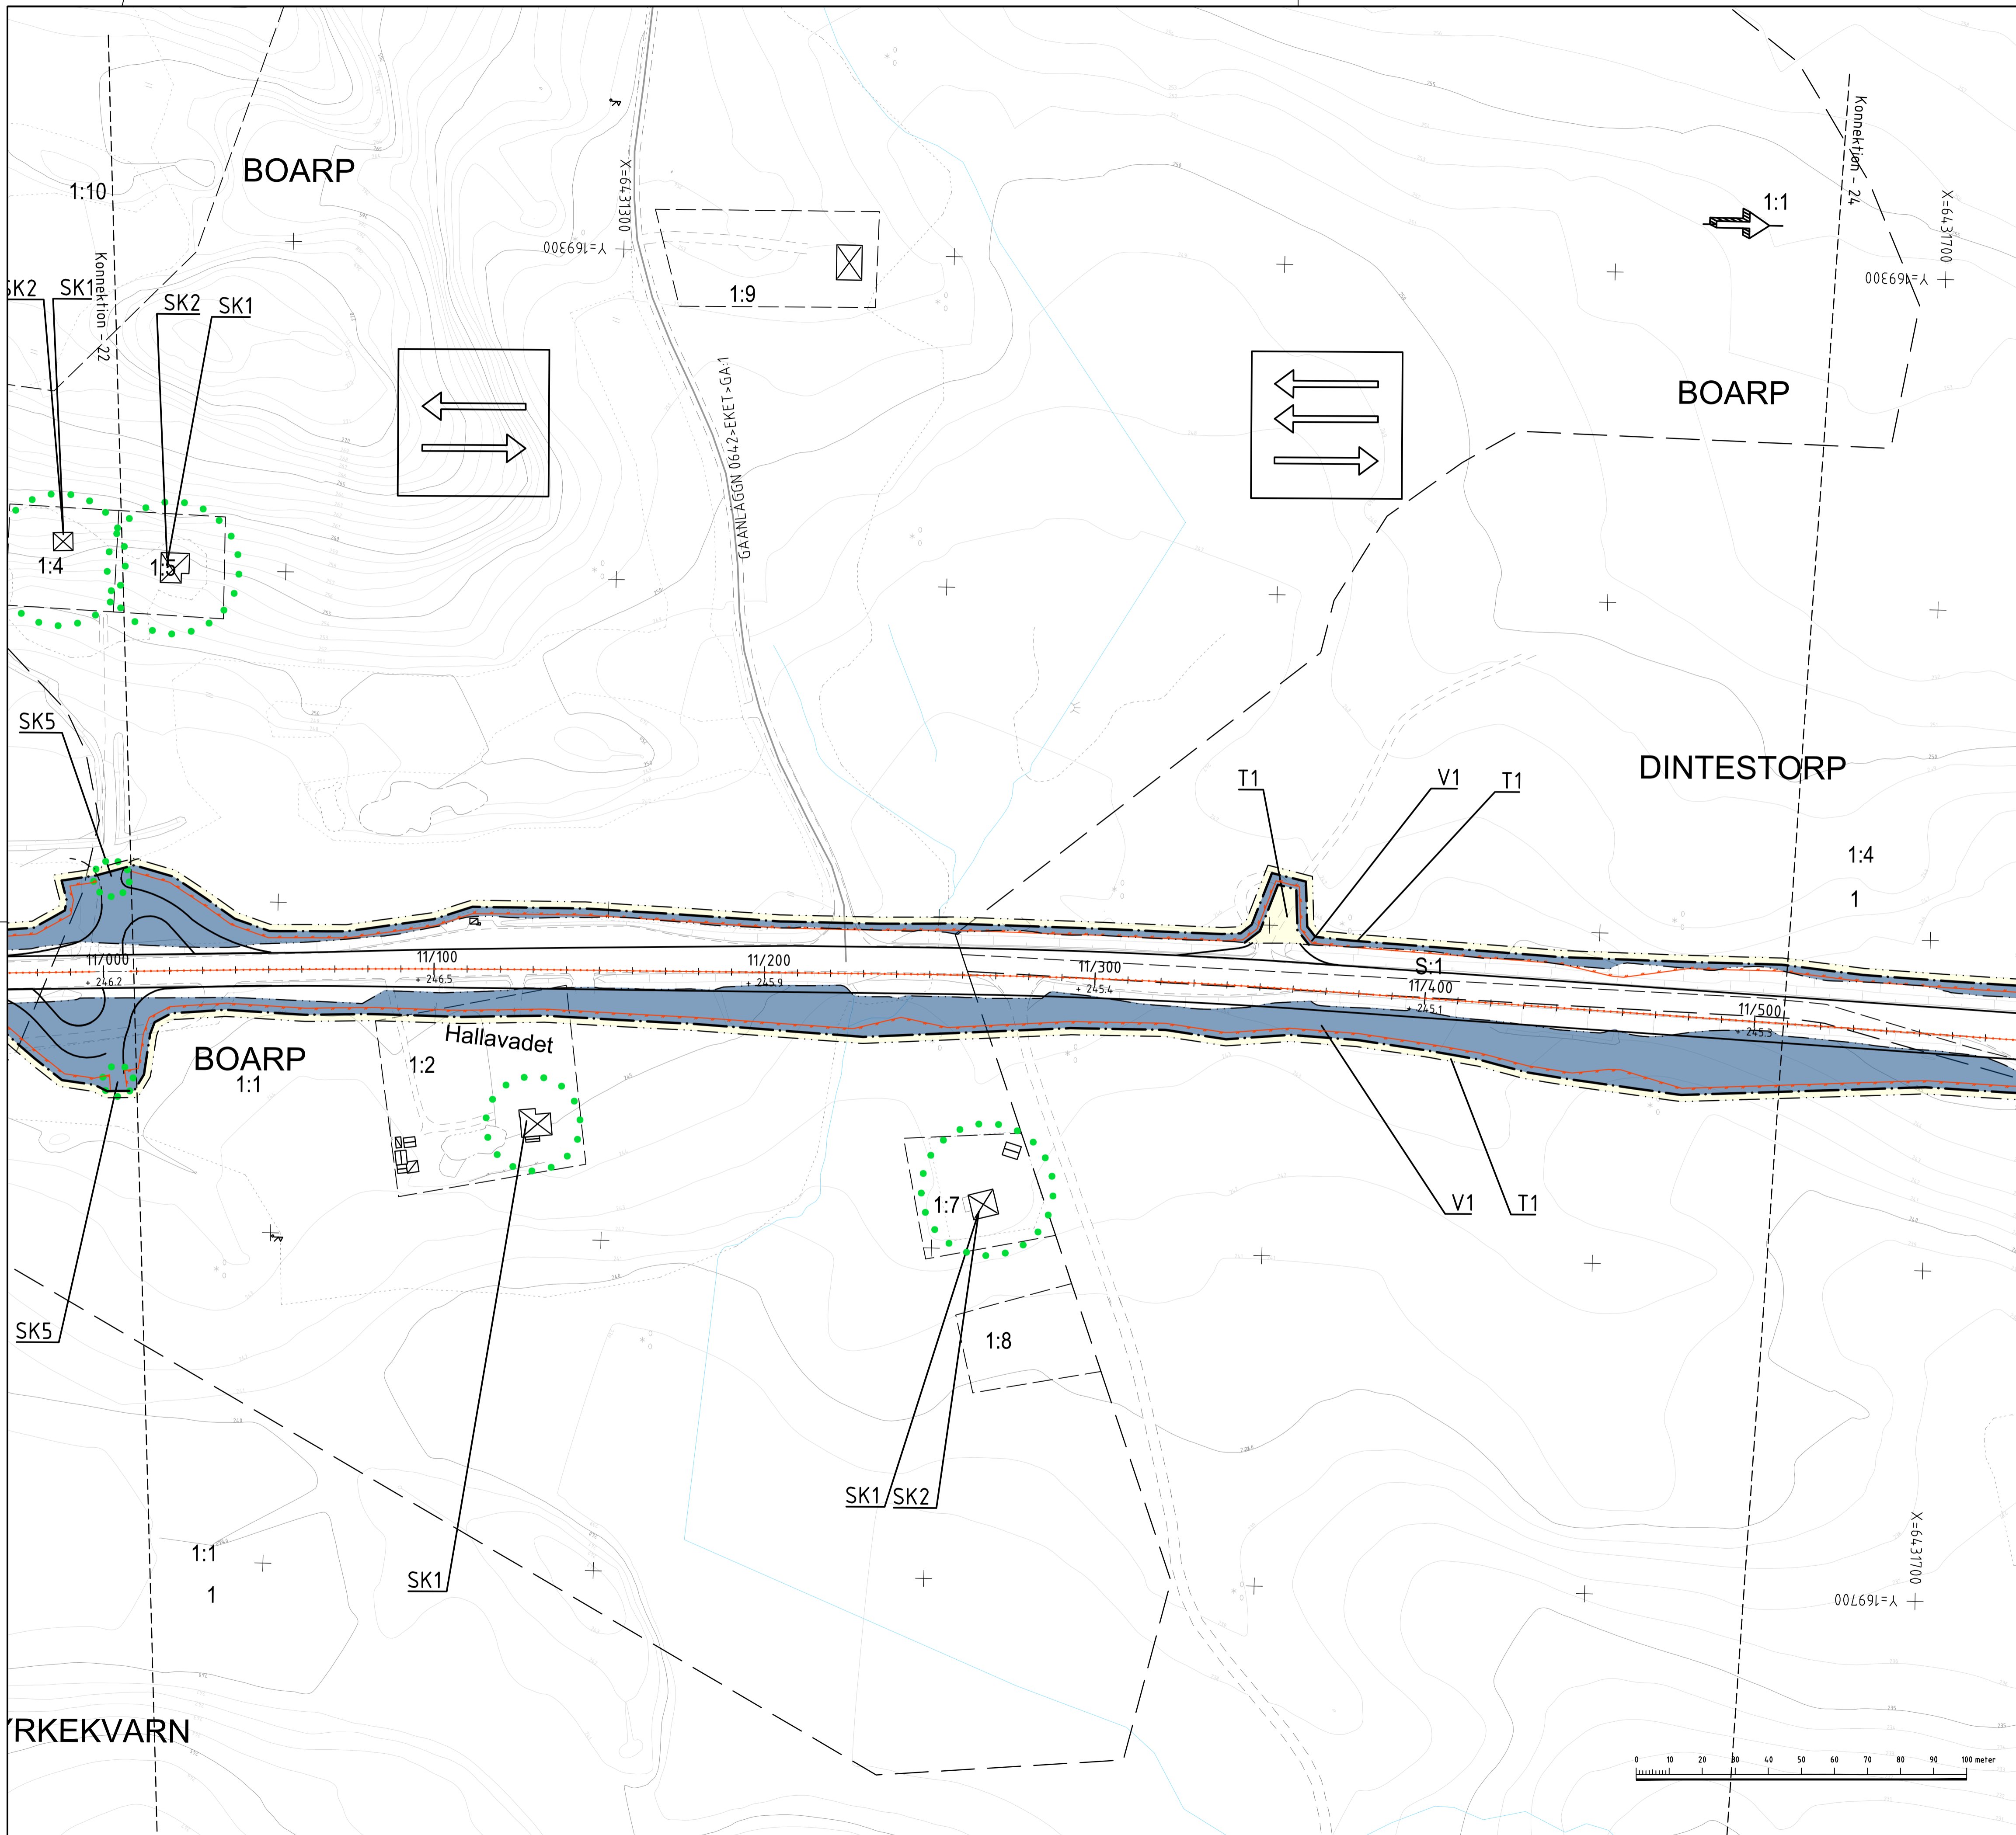 BOARP
1:10
Konnektion - 22
SK2
SK1
SK2
SK1
X=6431300
Y=169300
1:9
GAANLAGGN 0642>EKET>GA:1
Konnektion - 24
1:1
X=6431700
Y=169300
BOARP
1:4
1:5
SK5
DINTESTORP
T1
V1
T1
1:4
1
11/000
+ 246.2
11/100
+ 246.5
11/200
+ 245.9
11/300
+ 245.4
S:1
11/400
+ 245.1
11/500
+ 245.3
BOARP
1:1
Hallavadet
1:2
1:7
V1
T1
SK5
1:8
SK1
SK2
SK1
1:1
1
X=6431700
Y=169700
YRKEKVARN
0 10 20 30 40 50 60 70 80 90 100 meter